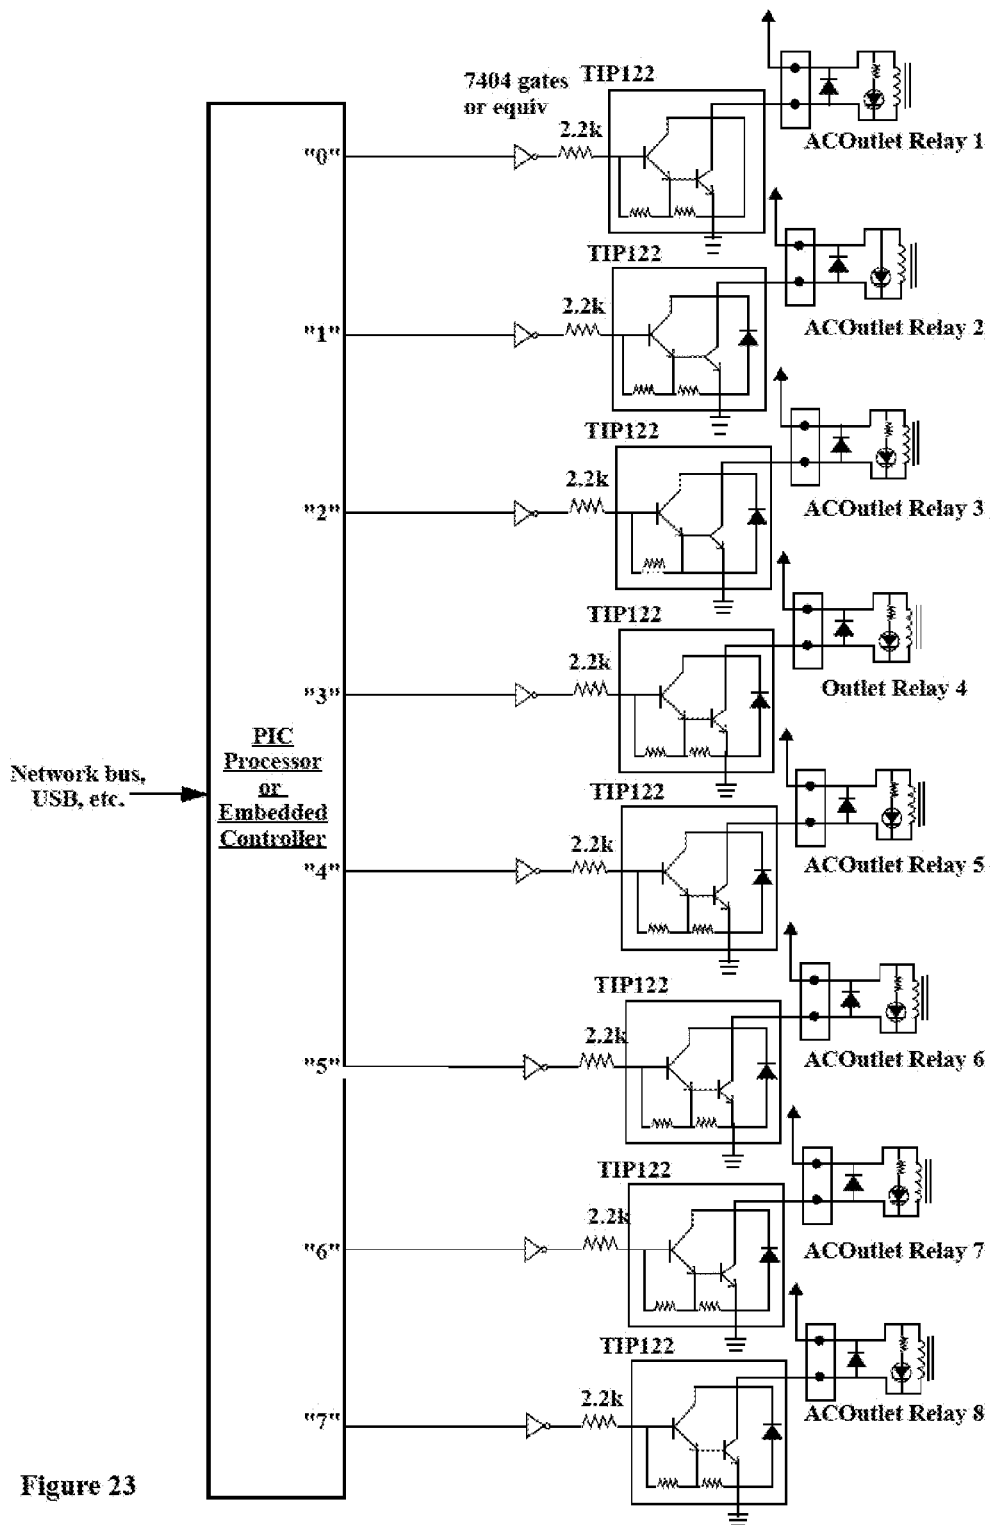 7404 gates
or equiv
TIP122
2.2k
"0"
ACOutlet Relay 1
TIP122
2.2k
"1"
ACOutlet Relay 2
TIP122
2.2k
"2"
ACOutlet Relay 3
TIP122
2.2k
"3"
Outlet Relay 4
Network bus,
USB, etc.
PIC
Processor
or
Embedded
Controller
TIP122
2.2k
"4"
ACOutlet Relay 5
TIP122
2.2k
"5"
ACOutlet Relay 6
TIP122
2.2k
"6"
ACOutlet Relay 7
TIP122
2.2k
"7"
ACOutlet Relay 8
Figure 23